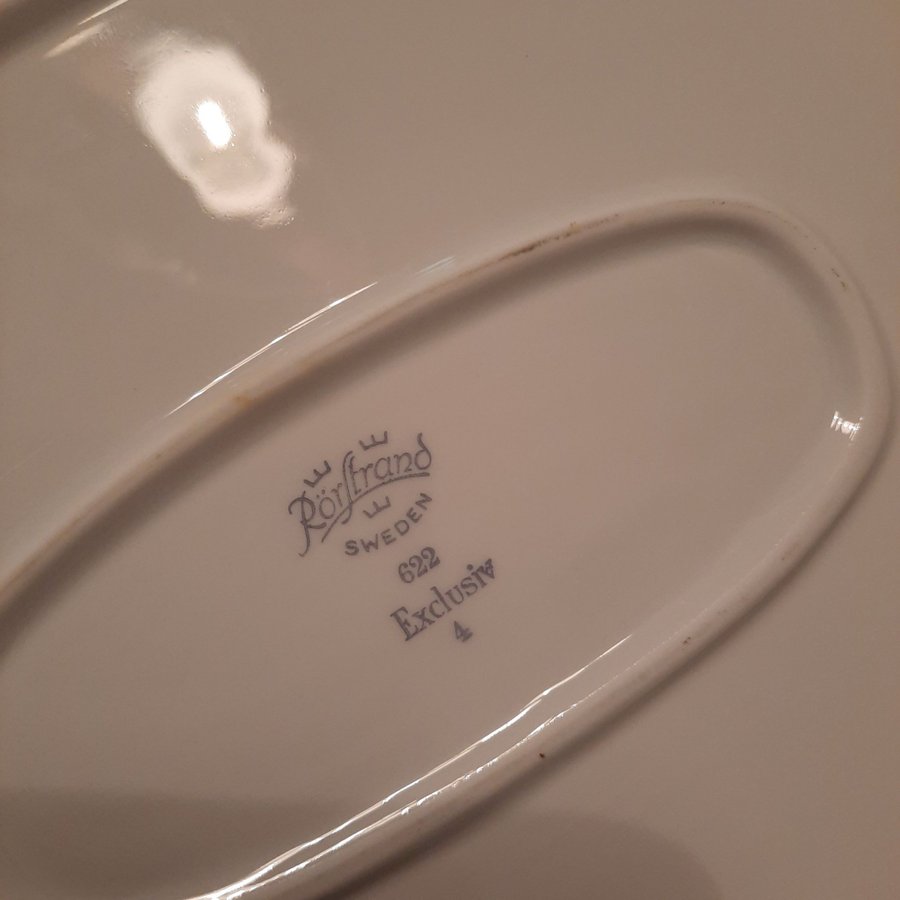 Rörstrand
SWEDEN
622
Exclusiv
4